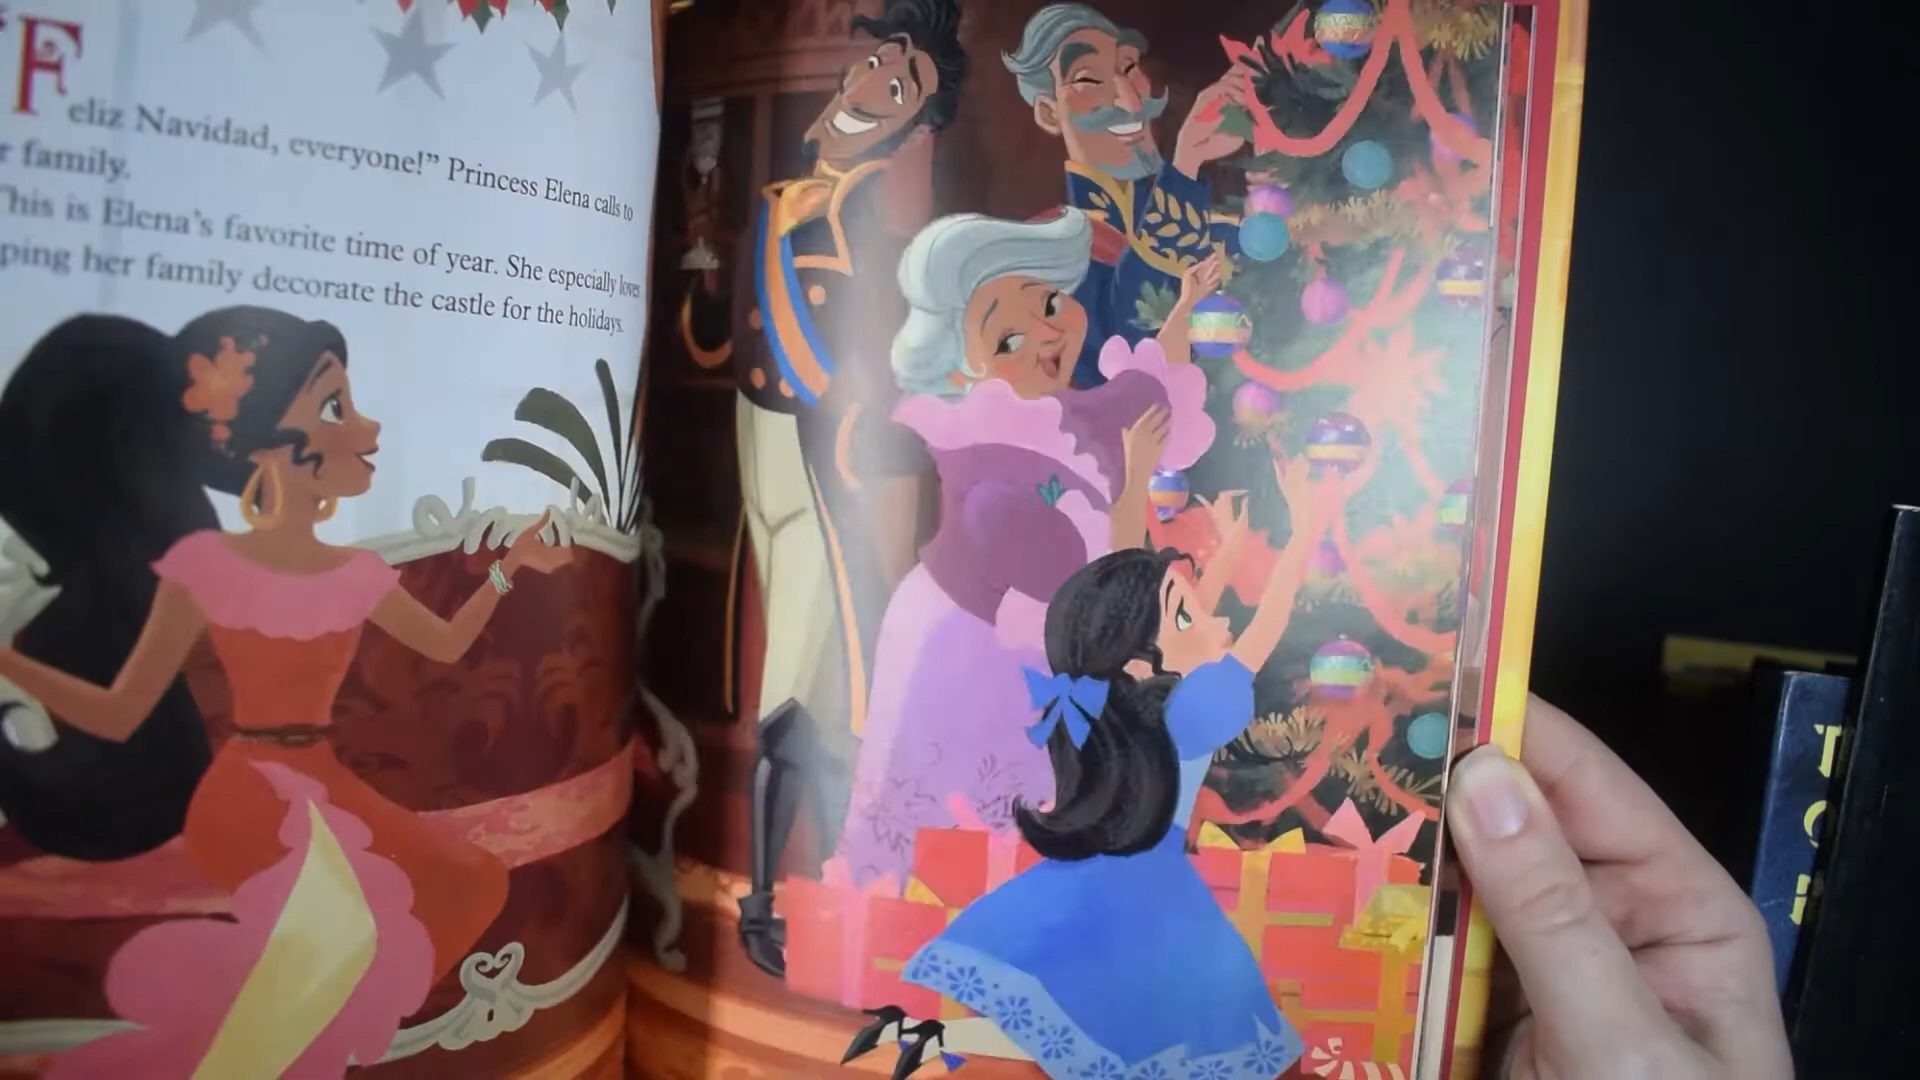 “Feliz Navidad, everyone!” Princess Elena calls to
r family.
This is Elena’s favorite time of year. She especially loves
ping her family decorate the castle for the holidays.